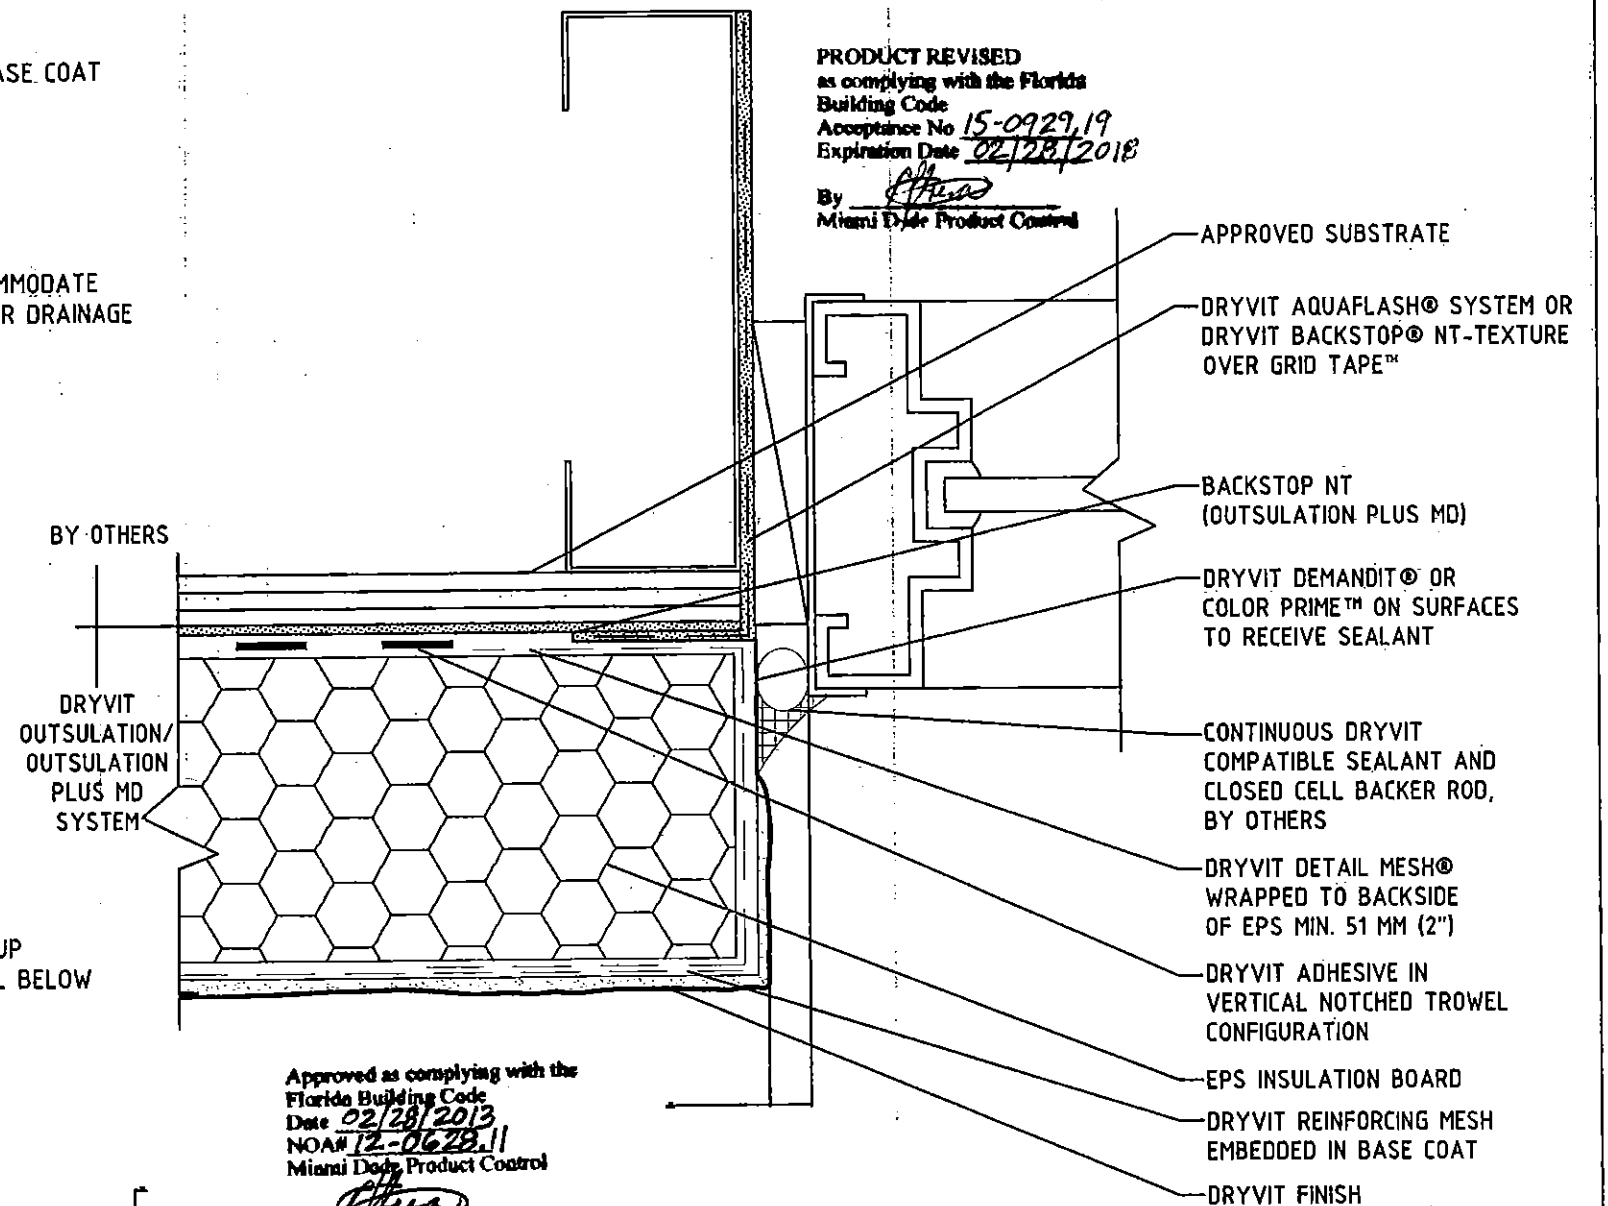 ASE COAT
PRODUCT REVISED
as complying with the Florida
Building Code
Acceptance No 15-0929.19
Expiration Date 02/28/2018
By
Miami Dade Product Control
MMODATE
R DRAINAGE
APPROVED SUBSTRATE
DRYVIT AQUAFLASH® SYSTEM OR
DRYVIT BACKSTOP® NT-TEXTURE
OVER GRID TAPE™
BACKSTOP NT
(OUTSULATION PLUS MD)
BY OTHERS
DRYVIT DEMANDIT® OR
COLOR PRIME™ ON SURFACES
TO RECEIVE SEALANT
DRYVIT
OUTSULATION/
OUTSULATION
PLUS MD
SYSTEM
CONTINUOUS DRYVIT
COMPATIBLE SEALANT AND
CLOSED CELL BACKER ROD,
BY OTHERS
DRYVIT DETAIL MESH®
WRAPPED TO BACKSIDE
OF EPS MIN. 51 MM (2")
UP
L BELOW
DRYVIT ADHESIVE IN
VERTICAL NOTCHED TROWEL
CONFIGURATION
EPS INSULATION BOARD
DRYVIT REINFORCING MESH
EMBEDDED IN BASE COAT
DRYVIT FINISH
Approved as complying with the
Florida Building Code
Date 02/28/2013
NOA# 12-0628.11
Miami Dade Product Control